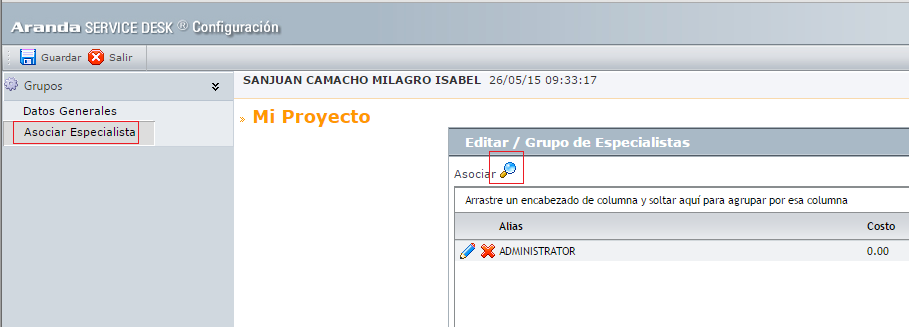 Aranda SERVICE DESK ® Configuración
Guardar Salir
Grupos
Datos Generales
Asociar Especialista
SANJUAN CAMACHO MILAGRO ISABEL 26/05/15 09:33:17
» Mi Proyecto
Editar / Grupo de Especialistas
Asociar
Arrastre un encabezado de columna y soltar aquí para agrupar por esa columna
Alias Costo
ADMINISTRATOR 0.00